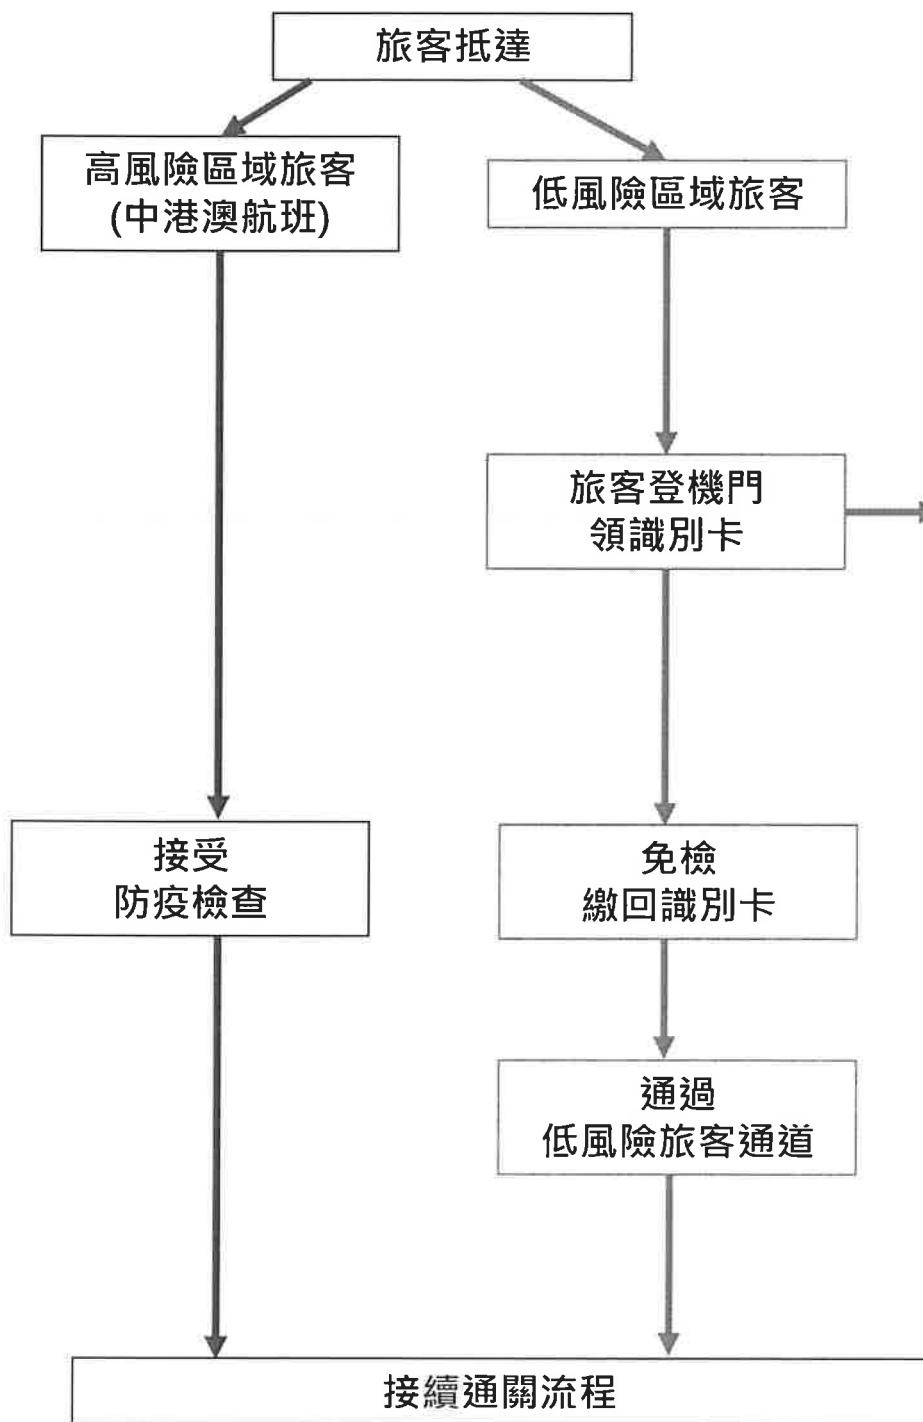 旅客抵達
高風險區域旅客
(中港澳航班)
低風險區域旅客
旅客登機門
領識別卡
接受
防疫檢查
免檢
繳回識別卡
通過
低風險旅客通道
接續通關流程